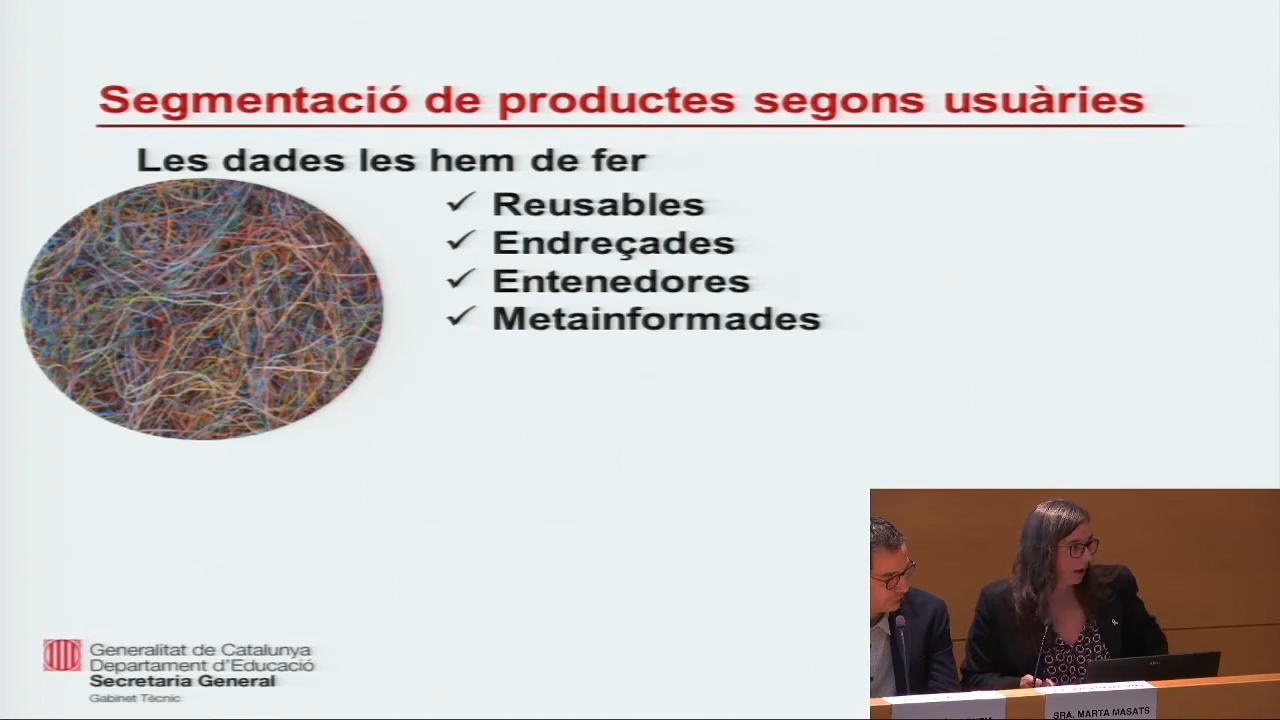 Segmentació de productes segons usuàries
Les dades les hem de fer
✓ Reusables
✓ Endreçades
✓ Entenedores
✓ Metainformades
Generalitat de Catalunya
Departament d'Educació
Secretaria General
Gabinet Tècnic
SRA. MARTA MASATS